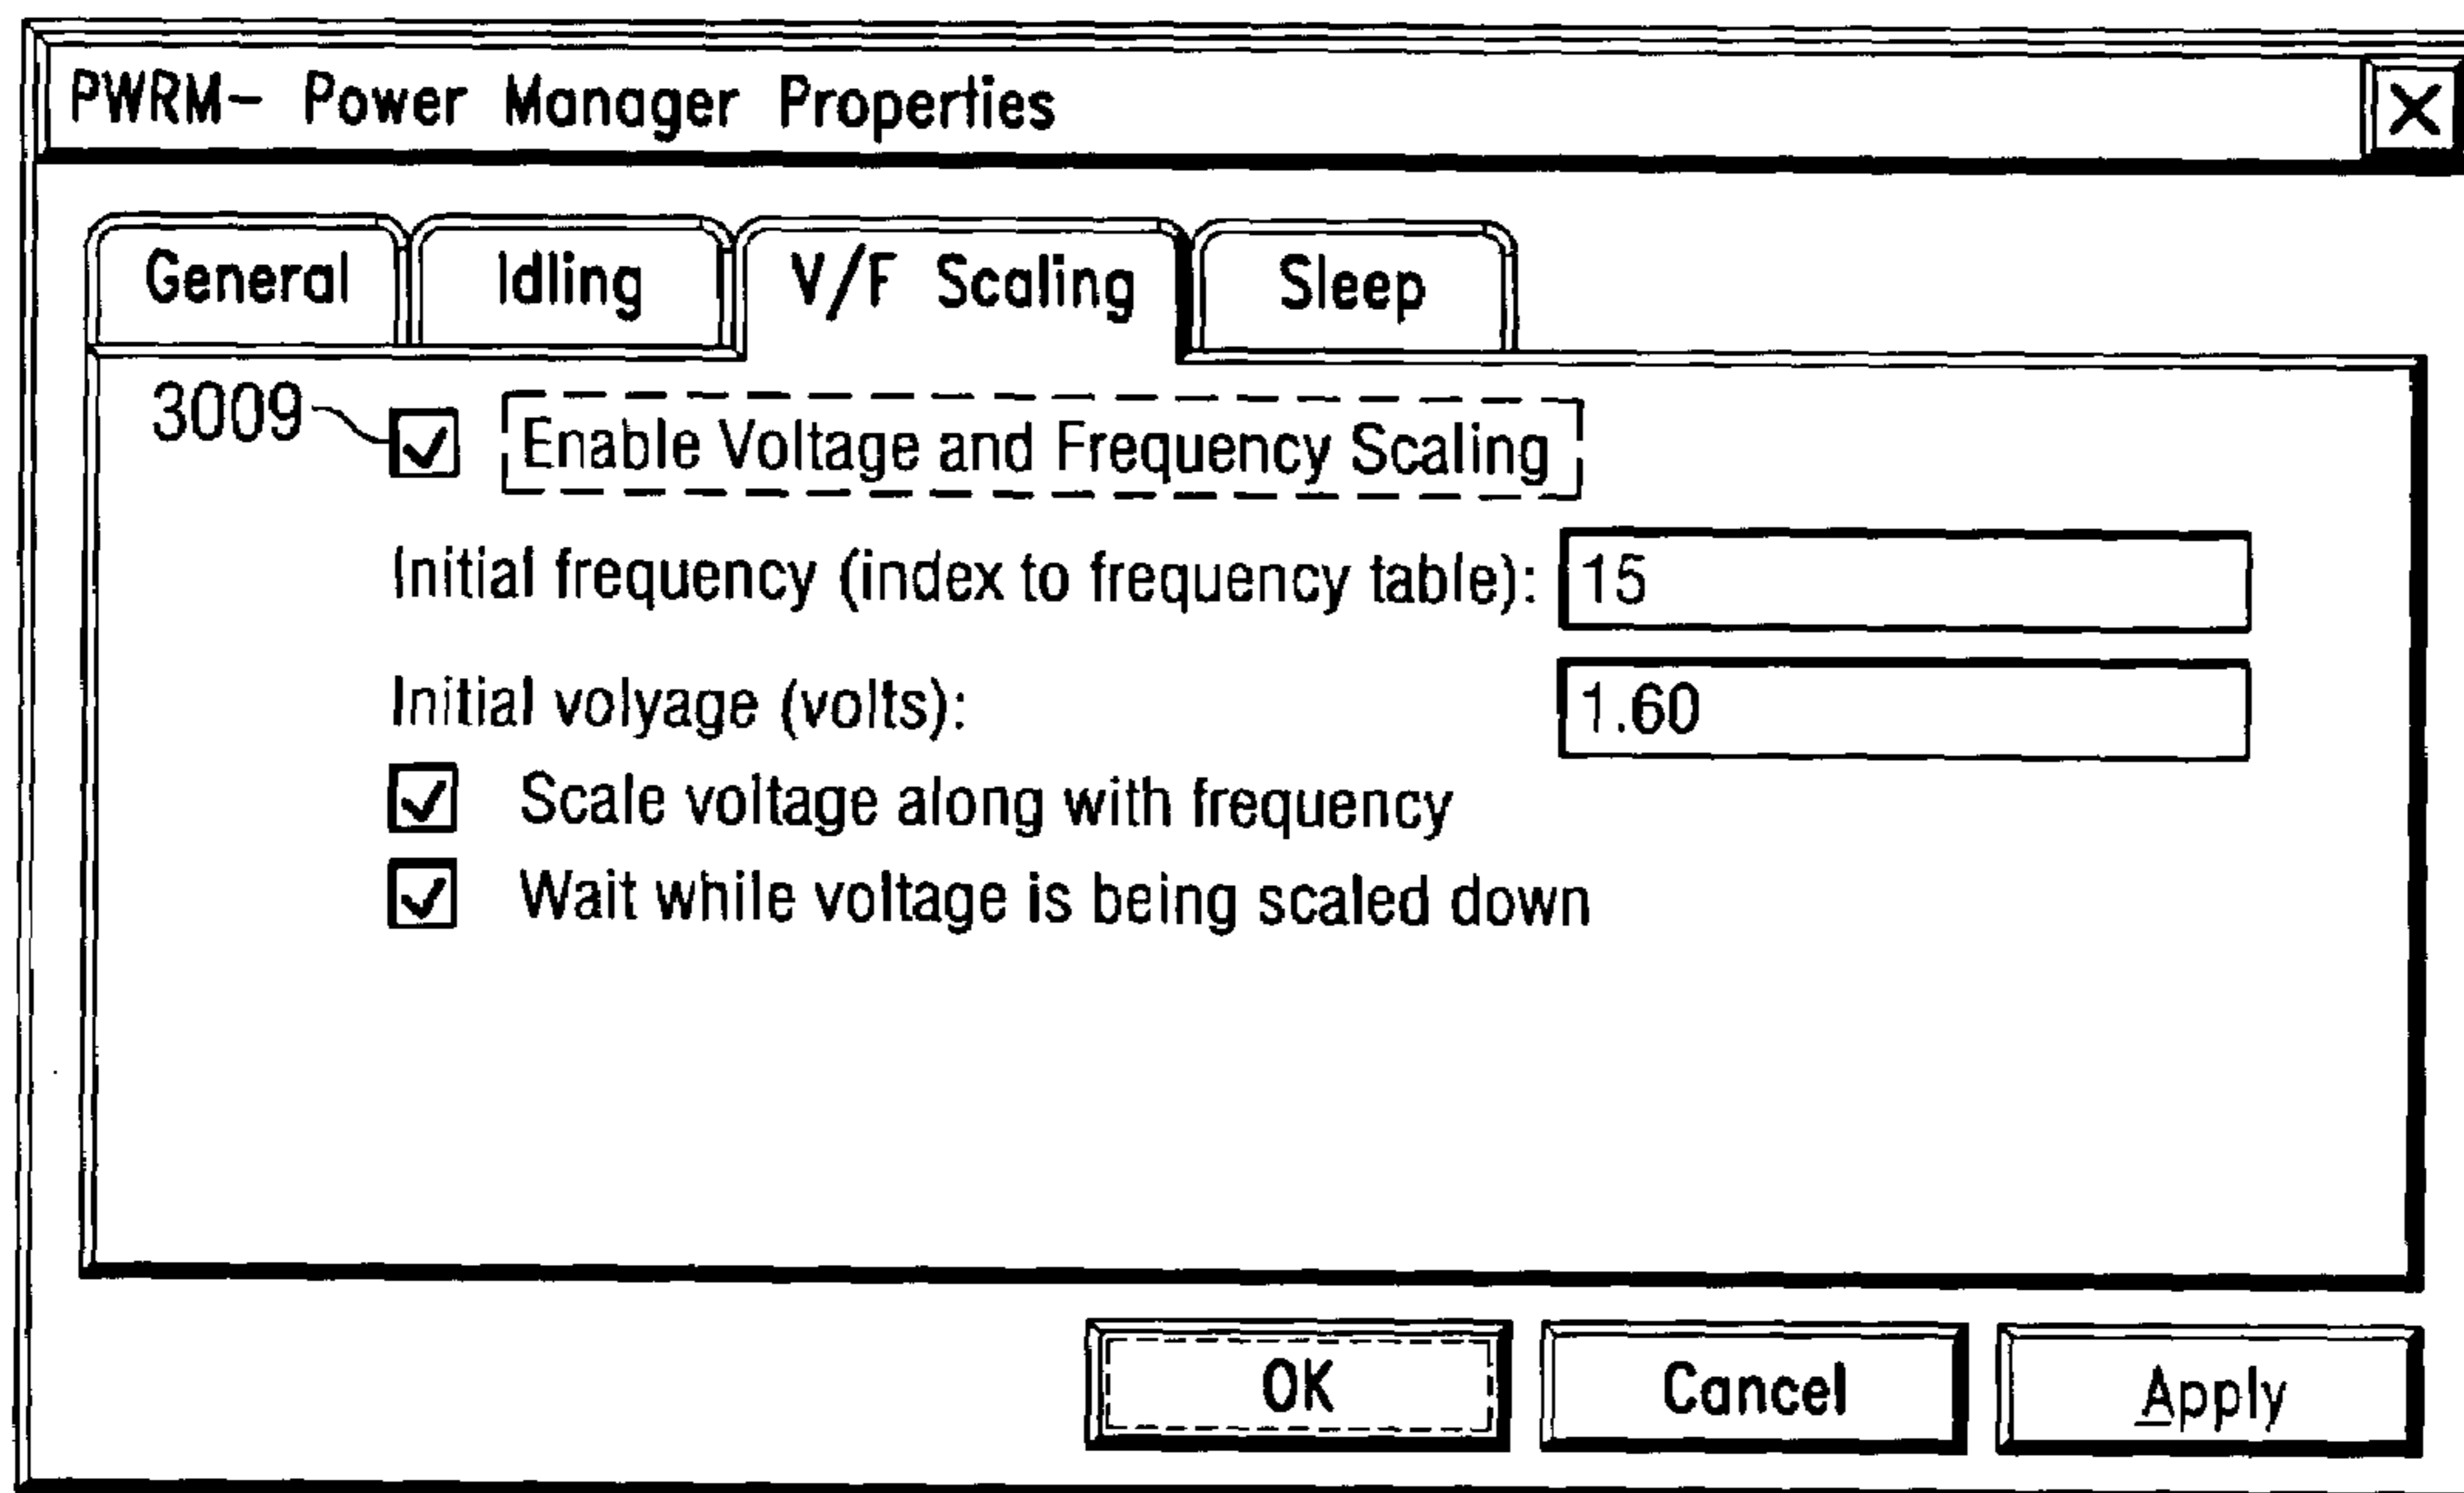 PWRM- Power Manager Properties X
General Idling V/F Scaling Sleep
3009 Enable Voltage and Frequency Scaling
Initial frequency (index to frequency table): 15
Initial volyage (volts): 1.60
Scale voltage along with frequency
Wait while voltage is being scaled down
OK Cancel Apply